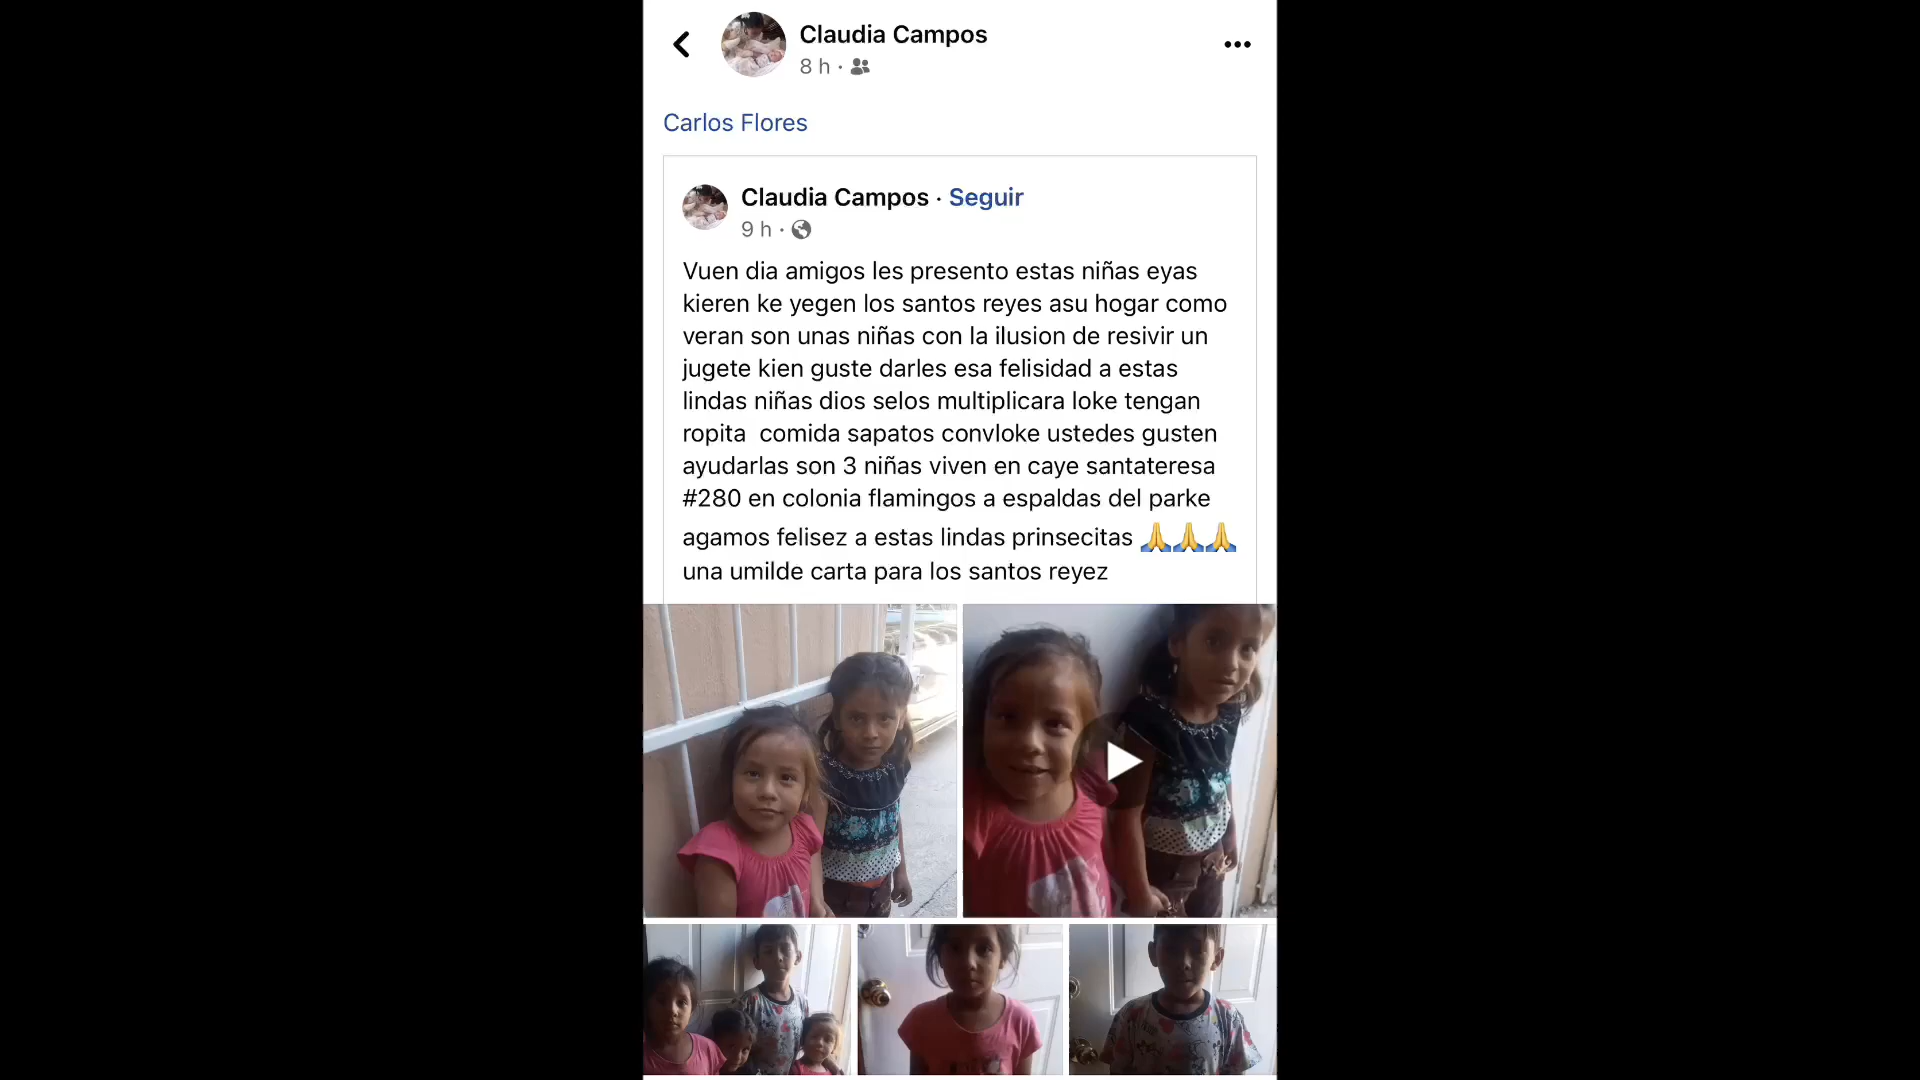 Claudia Campos
8 h ·
Carlos Flores
Claudia Campos · Seguir
9 h ·
Vuen dia amigos les presento estas niñas eyas
kieren ke yegen los santos reyes asu hogar como
veran son unas niñas con la ilusion de resivir un
jugete kien guste darles esa felisidad a estas
lindas niñas dios selos multiplicara loke tengan
ropita  comida sapatos convloke ustedes gusten
ayudarlas son 3 niñas viven en caye santateresa
#280 en colonia flamingos a espaldas del parke
agamos felisez a estas lindas prinsecitas 🙏🙏🙏
una umilde carta para los santos reyez